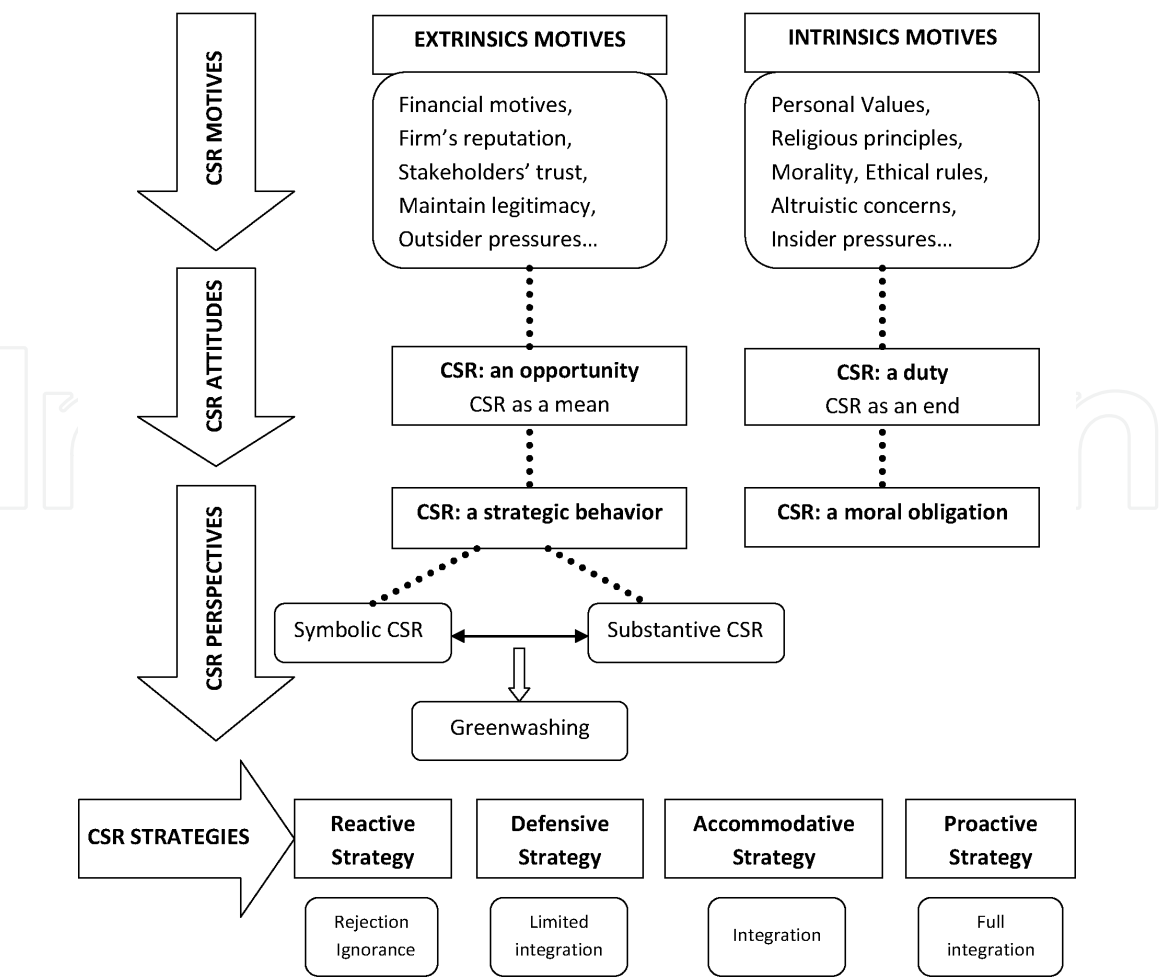 CSR MOTIVES
EXTRINSICS MOTIVES
Financial motives,
Firm's reputation,
Stakeholders' trust,
Maintain legitimacy,
Outsider pressures...
INTRINSICS MOTIVES
Personal Values,
Religious principles,
Morality, Ethical rules,
Altruistic concerns,
Insider pressures...
CSR ATTITUDES
CSR: an opportunity
CSR as a mean
CSR: a duty
CSR as an end
CSR PERSPECTIVES
CSR: a strategic behavior
CSR: a moral obligation
Symbolic CSR
Substantive CSR
Greenwashing
CSR STRATEGIES
Reactive
Strategy
Defensive
Strategy
Accommodative
Strategy
Proactive
Strategy
Rejection
Ignorance
Limited
integration
Integration
Full
integration